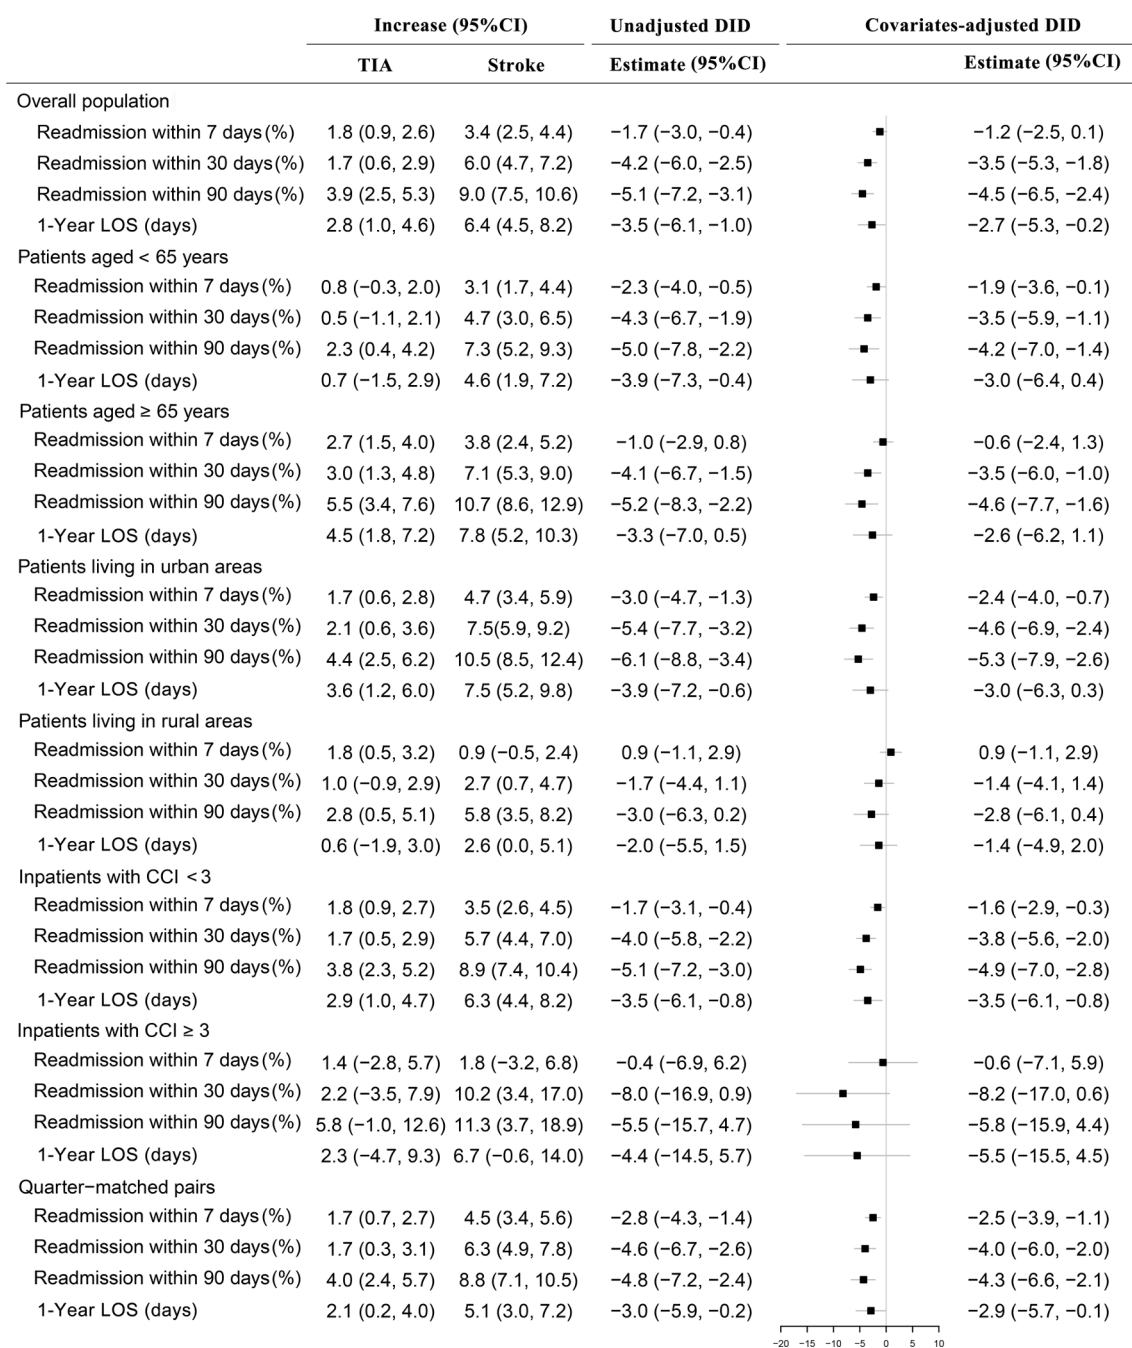 Increase (95%CI) Unadjusted DID Covariates-adjusted DID
TIA Stroke Estimate (95%CI) Estimate (95%CI)
Overall population
Readmission within 7 days (%) 1.8 (0.9, 2.6) 3.4 (2.5, 4.4) −1.7 (−3.0, −0.4) −1.2 (−2.5, 0.1)
Readmission within 30 days (%) 1.7 (0.6, 2.9) 6.0 (4.7, 7.2) −4.2 (−6.0, −2.5) −3.5 (−5.3, −1.8)
Readmission within 90 days (%) 3.9 (2.5, 5.3) 9.0 (7.5, 10.6) −5.1 (−7.2, −3.1) −4.5 (−6.5, −2.4)
1-Year LOS (days) 2.8 (1.0, 4.6) 6.4 (4.5, 8.2) −3.5 (−6.1, −1.0) −2.7 (−5.3, −0.2)
Patients aged < 65 years
Readmission within 7 days (%) 0.8 (−0.3, 2.0) 3.1 (1.7, 4.4) −2.3 (−4.0, −0.5) −1.9 (−3.6, −0.1)
Readmission within 30 days (%) 0.5 (−1.1, 2.1) 4.7 (3.0, 6.5) −4.3 (−6.7, −1.9) −3.5 (−5.9, −1.1)
Readmission within 90 days (%) 2.3 (0.4, 4.2) 7.3 (5.2, 9.3) −5.0 (−7.8, −2.2) −4.2 (−7.0, −1.4)
1-Year LOS (days) 0.7 (−1.5, 2.9) 4.6 (1.9, 7.2) −3.9 (−7.3, −0.4) −3.0 (−6.4, 0.4)
Patients aged ≥ 65 years
Readmission within 7 days (%) 2.7 (1.5, 4.0) 3.8 (2.4, 5.2) −1.0 (−2.9, 0.8) −0.6 (−2.4, 1.3)
Readmission within 30 days (%) 3.0 (1.3, 4.8) 7.1 (5.3, 9.0) −4.1 (−6.7, −1.5) −3.5 (−6.0, −1.0)
Readmission within 90 days (%) 5.5 (3.4, 7.6) 10.7 (8.6, 12.9) −5.2 (−8.3, −2.2) −4.6 (−7.7, −1.6)
1-Year LOS (days) 4.5 (1.8, 7.2) 7.8 (5.2, 10.3) −3.3 (−7.0, 0.5) −2.6 (−6.2, 1.1)
Patients living in urban areas
Readmission within 7 days (%) 1.7 (0.6, 2.8) 4.7 (3.4, 5.9) −3.0 (−4.7, −1.3) −2.4 (−4.0, −0.7)
Readmission within 30 days (%) 2.1 (0.6, 3.6) 7.5(5.9, 9.2) −5.4 (−7.7, −3.2) −4.6 (−6.9, −2.4)
Readmission within 90 days (%) 4.4 (2.5, 6.2) 10.5 (8.5, 12.4) −6.1 (−8.8, −3.4) −5.3 (−7.9, −2.6)
1-Year LOS (days) 3.6 (1.2, 6.0) 7.5 (5.2, 9.8) −3.9 (−7.2, −0.6) −3.0 (−6.3, 0.3)
Patients living in rural areas
Readmission within 7 days (%) 1.8 (0.5, 3.2) 0.9 (−0.5, 2.4) 0.9 (−1.1, 2.9) 0.9 (−1.1, 2.9)
Readmission within 30 days (%) 1.0 (−0.9, 2.9) 2.7 (0.7, 4.7) −1.7 (−4.4, 1.1) −1.4 (−4.1, 1.4)
Readmission within 90 days (%) 2.8 (0.5, 5.1) 5.8 (3.5, 8.2) −3.0 (−6.3, 0.2) −2.8 (−6.1, 0.4)
1-Year LOS (days) 0.6 (−1.9, 3.0) 2.6 (0.0, 5.1) −2.0 (−5.5, 1.5) −1.4 (−4.9, 2.0)
Inpatients with CCI < 3
Readmission within 7 days (%) 1.8 (0.9, 2.7) 3.5 (2.6, 4.5) −1.7 (−3.1, −0.4) −1.6 (−2.9, −0.3)
Readmission within 30 days (%) 1.7 (0.5, 2.9) 5.7 (4.4, 7.0) −4.0 (−5.8, −2.2) −3.8 (−5.6, −2.0)
Readmission within 90 days (%) 3.8 (2.3, 5.2) 8.9 (7.4, 10.4) −5.1 (−7.2, −3.0) −4.9 (−7.0, −2.8)
1-Year LOS (days) 2.9 (1.0, 4.7) 6.3 (4.4, 8.2) −3.5 (−6.1, −0.8) −3.5 (−6.1, −0.8)
Inpatients with CCI ≥ 3
Readmission within 7 days (%) 1.4 (−2.8, 5.7) 1.8 (−3.2, 6.8) −0.4 (−6.9, 6.2) −0.6 (−7.1, 5.9)
Readmission within 30 days (%) 2.2 (−3.5, 7.9) 10.2 (3.4, 17.0) −8.0 (−16.9, 0.9) −8.2 (−17.0, 0.6)
Readmission within 90 days (%) 5.8 (−1.0, 12.6) 11.3 (3.7, 18.9) −5.5 (−15.7, 4.7) −5.8 (−15.9, 4.4)
1-Year LOS (days) 2.3 (−4.7, 9.3) 6.7 (−0.6, 14.0) −4.4 (−14.5, 5.7) −5.5 (−15.5, 4.5)
Quarter−matched pairs
Readmission within 7 days (%) 1.7 (0.7, 2.7) 4.5 (3.4, 5.6) −2.8 (−4.3, −1.4) −2.5 (−3.9, −1.1)
Readmission within 30 days (%) 1.7 (0.3, 3.1) 6.3 (4.9, 7.8) −4.6 (−6.7, −2.6) −4.0 (−6.0, −2.0)
Readmission within 90 days (%) 4.0 (2.4, 5.7) 8.8 (7.1, 10.5) −4.8 (−7.2, −2.4) −4.3 (−6.6, −2.1)
1-Year LOS (days) 2.1 (0.2, 4.0) 5.1 (3.0, 7.2) −3.0 (−5.9, −0.2) −2.9 (−5.7, −0.1)
−20 −15 −10 −5 0 5 10